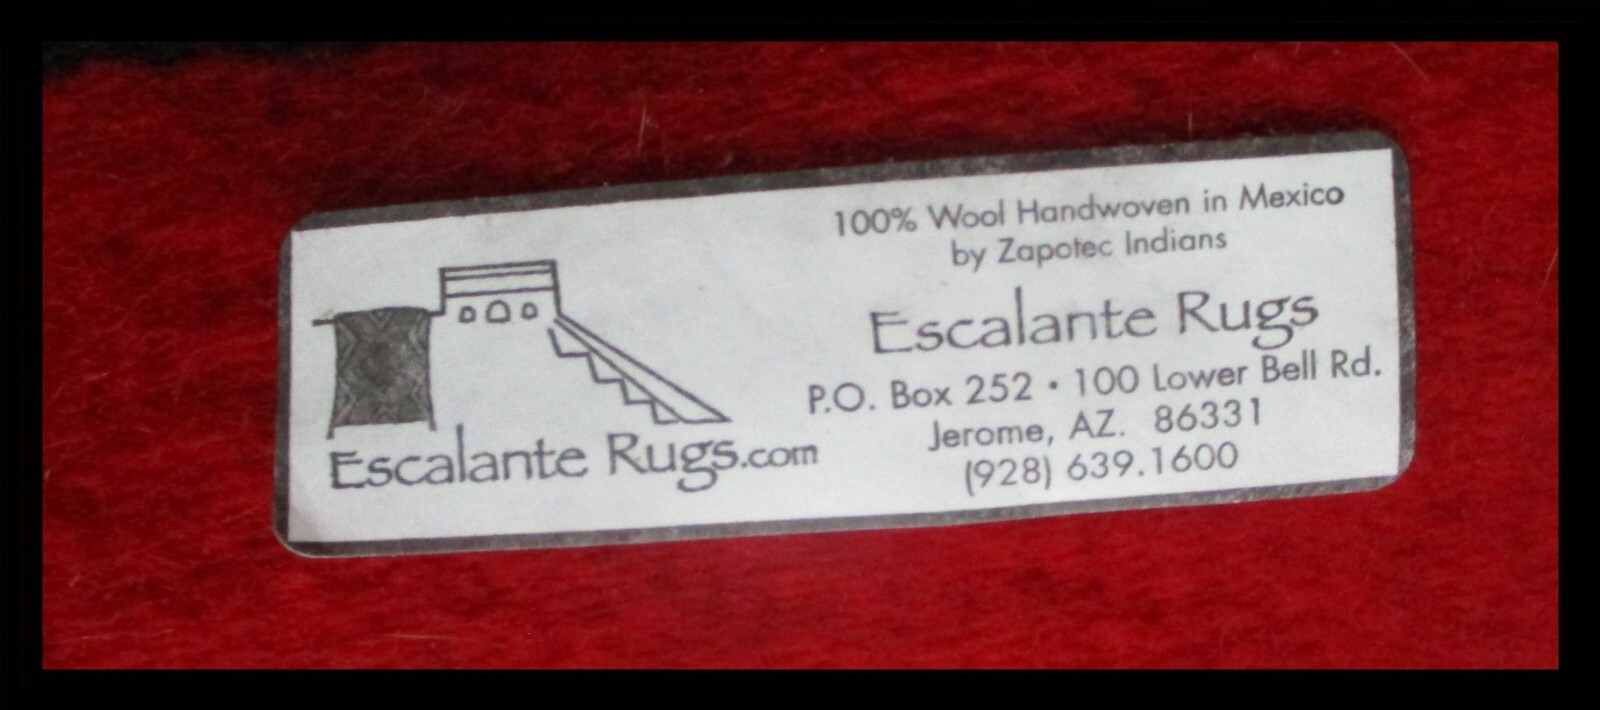 100% Wool Handwoven in Mexico
by Zapotec Indians
Escalante Rugs
P.O. Box 252 • 100 Lower Bell Rd.
Jerome, AZ. 86331
(928) 639.1600
Escalante Rugs.com